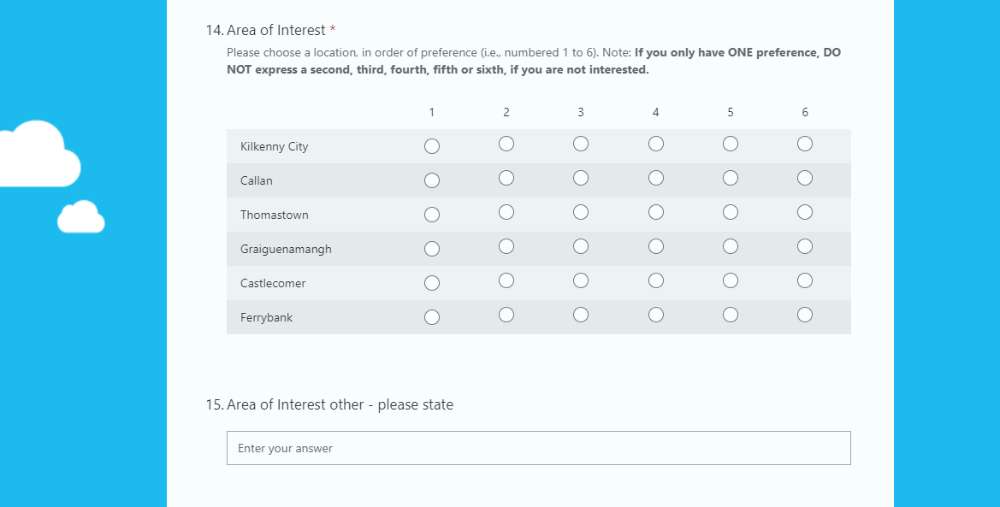 14. Area of Interest *
Please choose a location, in order of preference (i.e., numbered 1 to 6). Note: If you only have ONE preference, DO
NOT express a second, third, fourth, fifth or sixth, if you are not interested.
1 2 3 4 5 6
Kilkenny City
Callan
Thomastown
Graiguenamangh
Castlecomer
Ferrybank
15. Area of Interest other - please state
Enter your answer